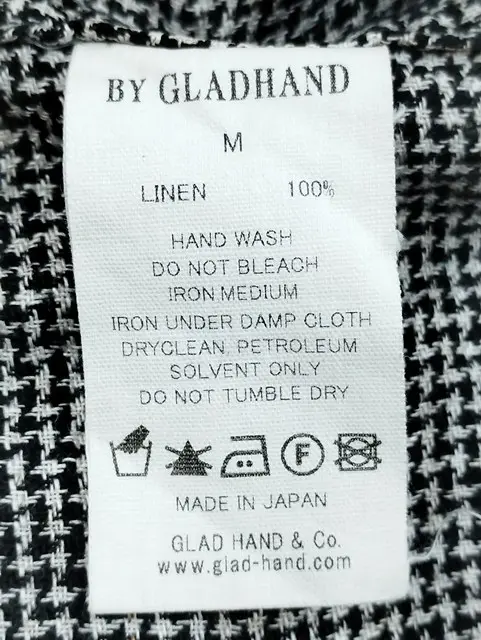 BY GLADHAND
M
LINEN 100%
HAND WASH
DO NOT BLEACH
IRON MEDIUM
IRON UNDER DAMP CLOTH
DRYCLEAN, PETROLEUM
SOLVENT ONLY
DO NOT TUMBLE DRY
F
MADE IN JAPAN
GLAD HAND & Co.
www.glad-hand.com